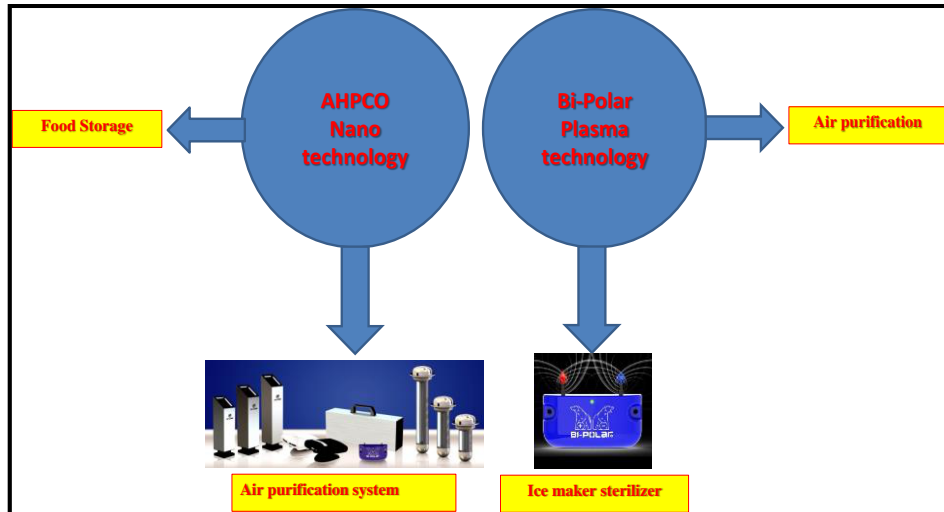 AHPCO
Nano
technology
Bi-Polar
Plasma
technology
Food Storage
Air purification
BI-POLAR
Air purification system
Ice maker sterilizer